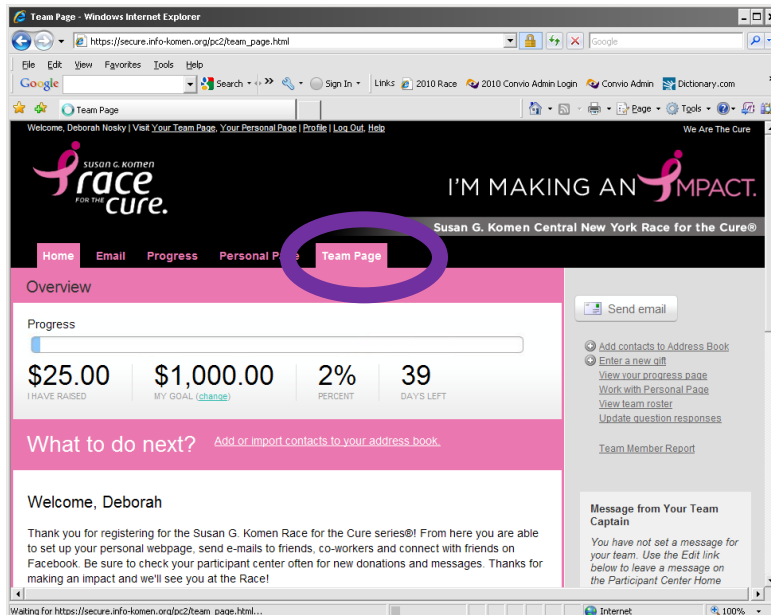 Team Page - Windows Internet Explorer
https://secure.info-komen.org/pc2/team_page.html
Google
File Edit View Favorites Tools Help
Google Search Sign In Links 2010 Race 2010 Convio Admin Login Convio Admin Dictionary.com
Team Page Page Tools
Welcome, Deborah Nosky | Visit Your Team Page, Your Personal Page | Profile | Log Out, Help
We Are The Cure
SUSAN G. KOMEN
race
FOR THE
cure.
I'M MAKING AN IMPACT.
Susan G. Komen Central New York Race for the Cure®
Home Email Progress Personal Team Page
Overview
Progress
$25.00 $1,000.00 2% 39
I HAVE RAISED MY GOAL (change) PERCENT DAYS LEFT
What to do next? Add or import contacts to your address book.
Welcome, Deborah
Thank you for registering for the Susan G. Komen Race for the Cure series®! From here you are able
to set up your personal webpage, send e-mails to friends, co-workers and connect with friends on
Facebook. Be sure to check your participant center often for new donations and messages. Thanks for
making an impact and we'll see you at the Race!
Send email
Add contacts to Address Book
Enter a new gift
View your progress page
Work with Personal Page
View team roster
Update question responses
Team Member Report
Message from Your Team
Captain
You have not set a message for
your team. Use the Edit link
below to leave a message on
the Participant Center Home
Waiting for https://secure.info-komen.org/pc2/team_page.html...
Internet 100%